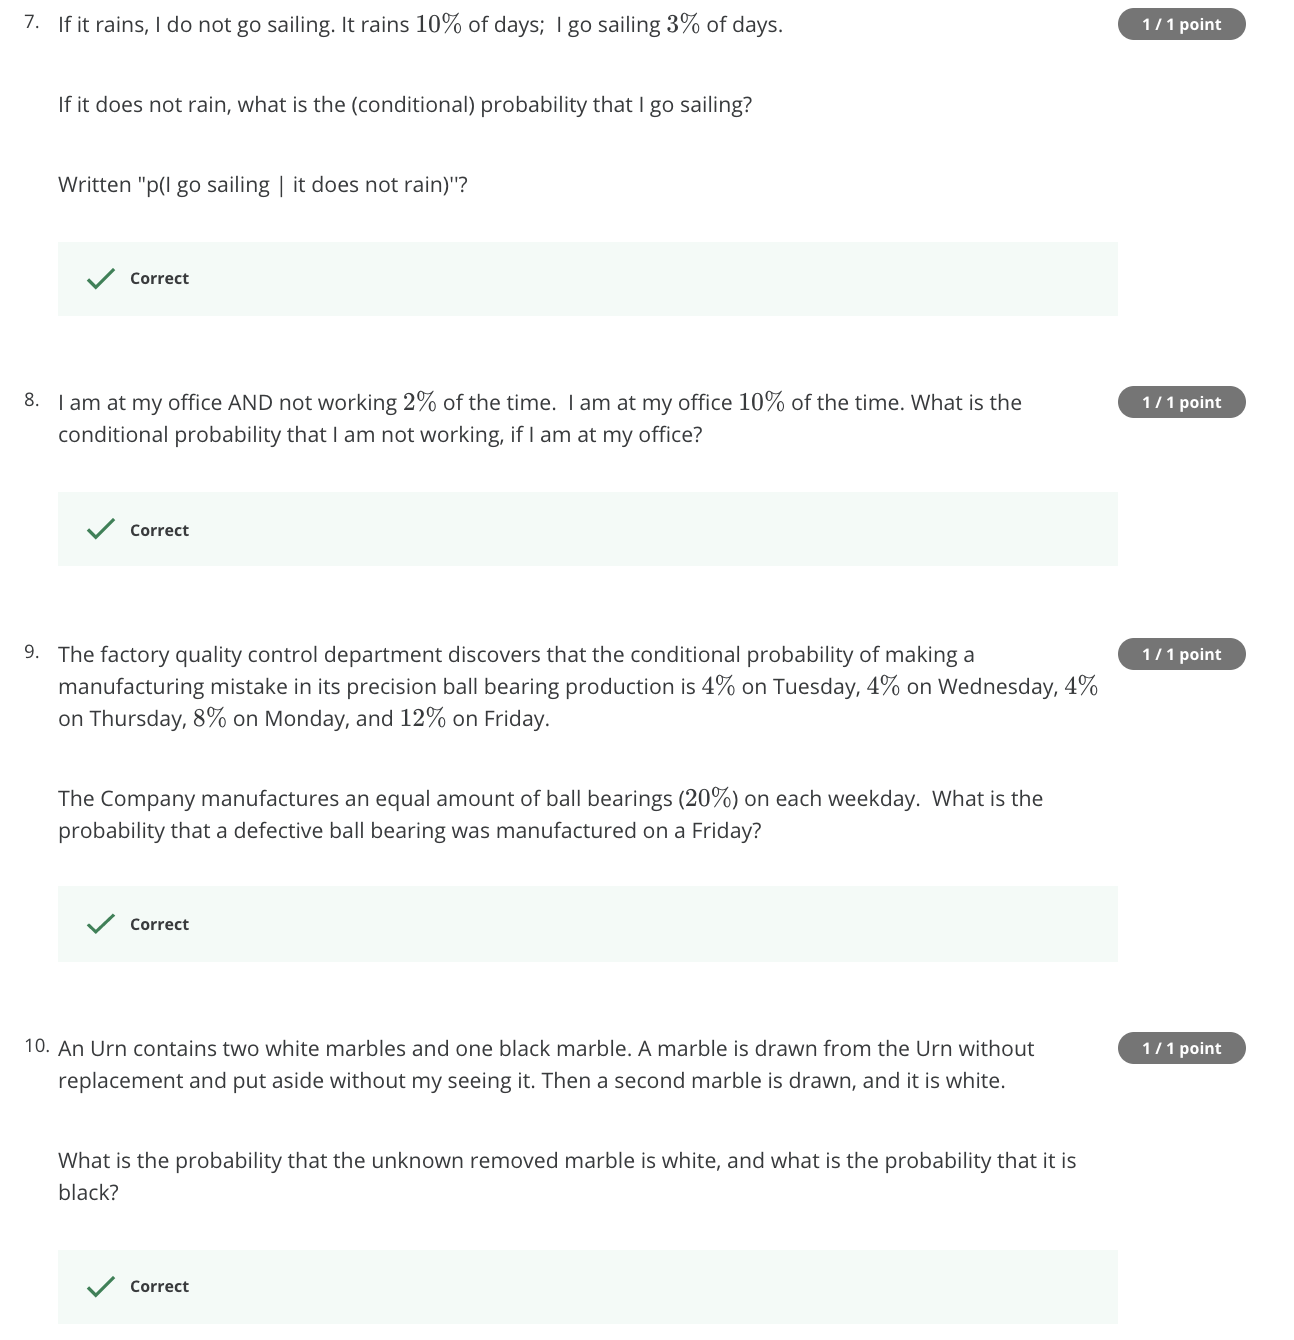 7. If it rains, I do not go sailing. It rains 10% of days;  I go sailing 3% of days.
1 / 1 point
If it does not rain, what is the (conditional) probability that I go sailing?
Written "p(I go sailing | it does not rain)''?
Correct
8. I am at my office AND not working 2% of the time.  I am at my office 10% of the time. What is the
1 / 1 point
conditional probability that I am not working, if I am at my office?
Correct
9. The factory quality control department discovers that the conditional probability of making a
1 / 1 point
manufacturing mistake in its precision ball bearing production is 4% on Tuesday, 4% on Wednesday, 4%
on Thursday, 8% on Monday, and 12% on Friday.
The Company manufactures an equal amount of ball bearings (20%) on each weekday.  What is the
probability that a defective ball bearing was manufactured on a Friday?
Correct
10. An Urn contains two white marbles and one black marble. A marble is drawn from the Urn without
1 / 1 point
replacement and put aside without my seeing it. Then a second marble is drawn, and it is white.
What is the probability that the unknown removed marble is white, and what is the probability that it is
black?
Correct